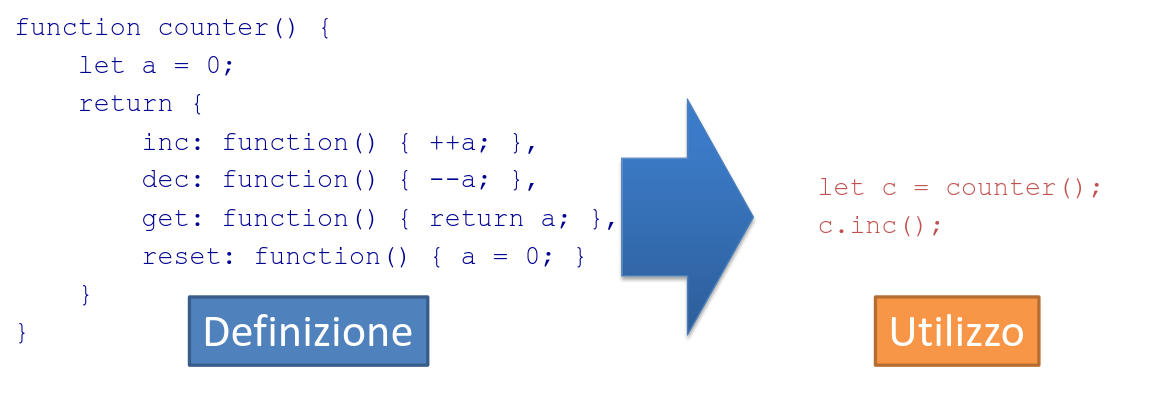 function counter() {
    let a = 0;
    return {
        inc: function() { ++a; },
        dec: function() { --a; },
        get: function() { return a; },
        reset: function() { a = 0; }
    }
}
Definizione
let c = counter();
c.inc();
Utilizzo